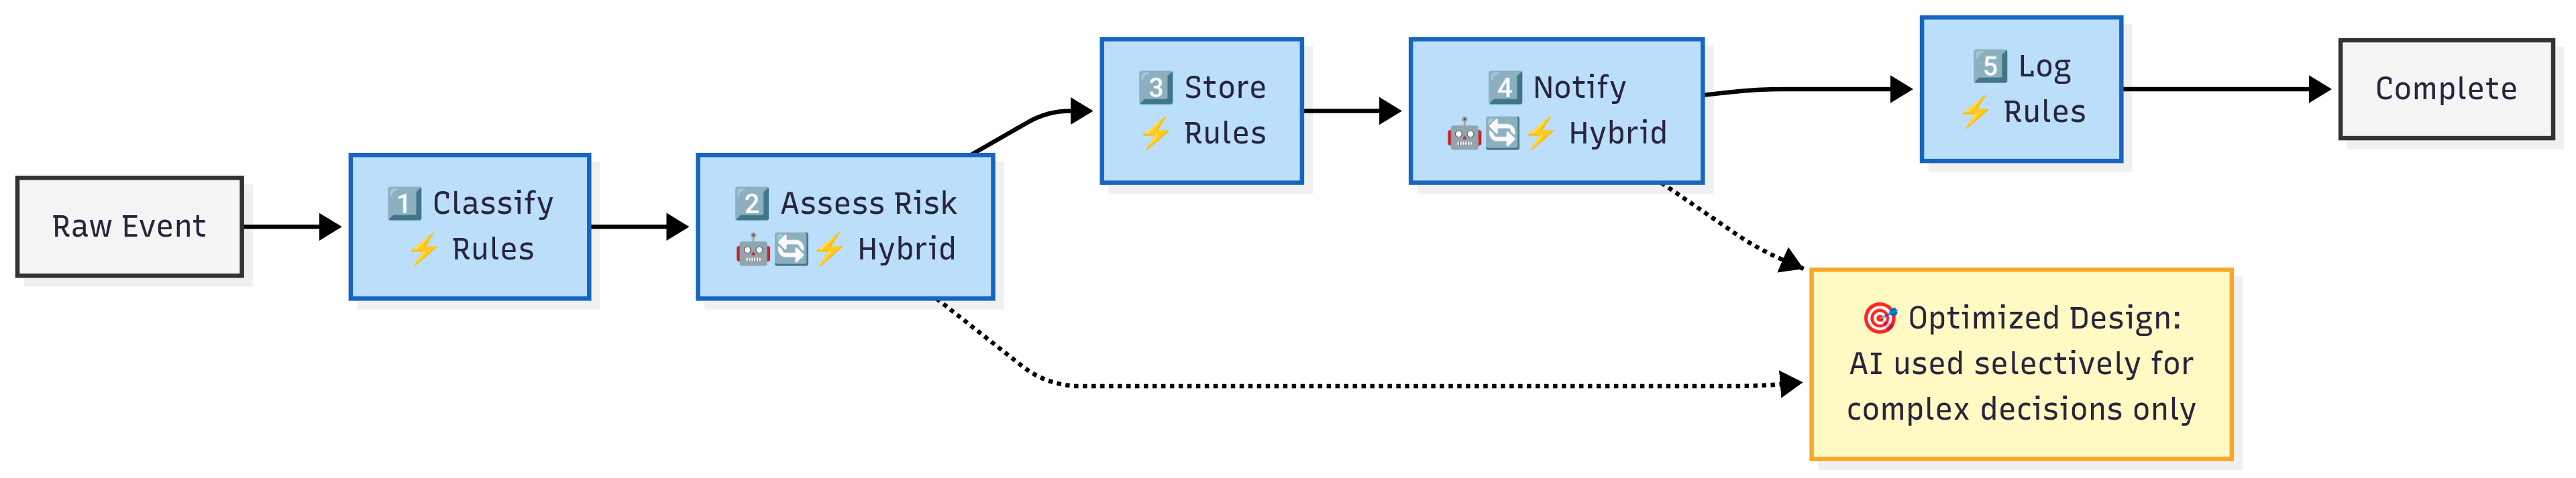 Raw Event
1️⃣ Classify
⚡ Rules
2️⃣ Assess Risk
🤖🔄⚡ Hybrid
3️⃣ Store
⚡ Rules
4️⃣ Notify
🤖🔄⚡ Hybrid
5️⃣ Log
⚡ Rules
Complete
🎯 Optimized Design:
AI used selectively for
complex decisions only